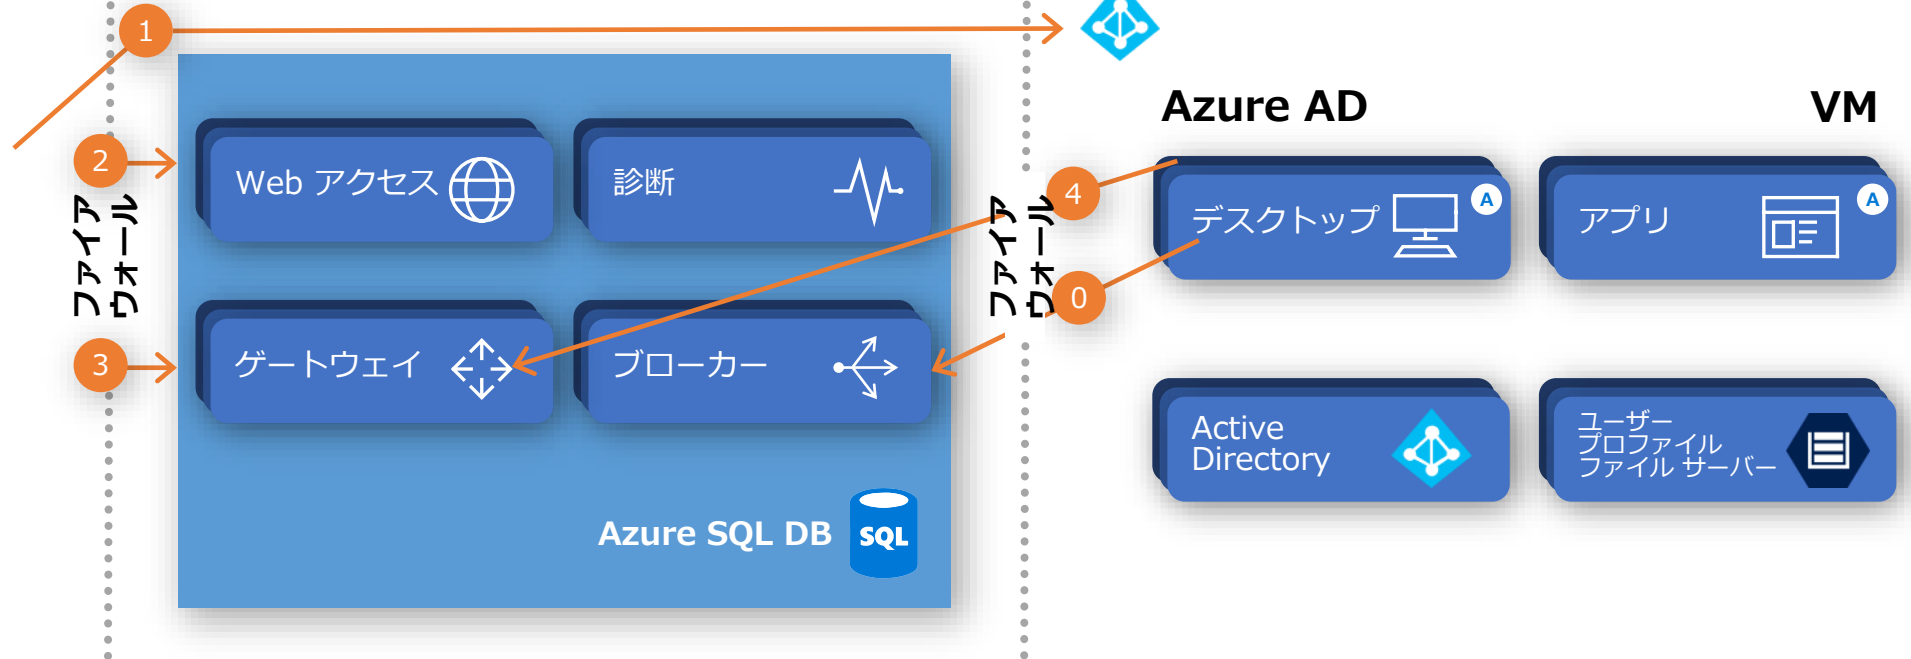 1
Azure AD
VM
2
Web アクセス
診断
4
デスクトップ
A
アプリ
A
ファイア
ウォール
ファイア
ウォール
0
3
ゲートウェイ
ブローカー
Active
Directory
ユーザー
プロファイル
ファイル サーバー
Azure SQL DB
SQL